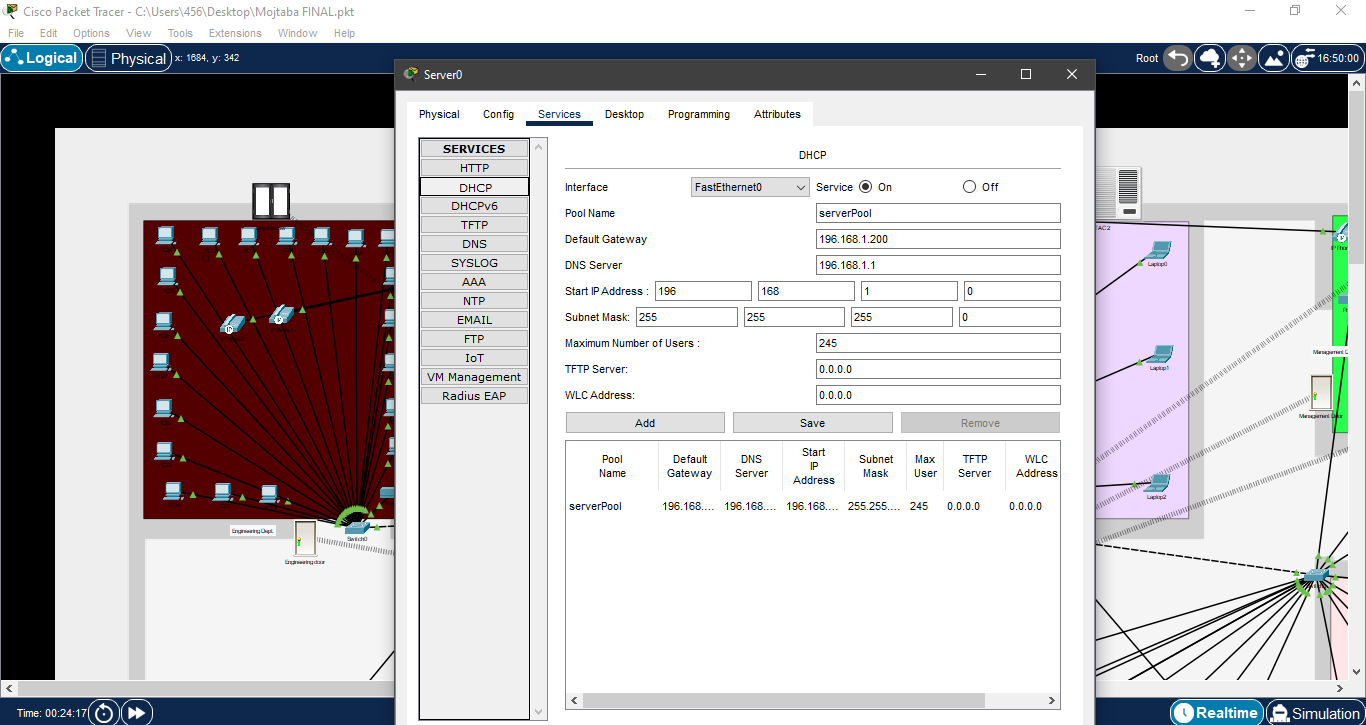 Cisco Packet Tracer - C:\Users\456\Desktop\Mojtaba FINAL.pkt
File Edit Options View Tools Extensions Window Help
Logical Physical x: 1684, y: 342
Root 16:50:00
Server0
Physical Config Services Desktop Programming Attributes
SERVICES
HTTP
DHCP
DHCPv6
TFTP
DNS
SYSLOG
AAA
NTP
EMAIL
FTP
IoT
VM Management
Radius EAP
DHCP
Interface FastEthernet0 Service On Off
Pool Name serverPool
Default Gateway 196.168.1.200
DNS Server 196.168.1.1
Start IP Address : 196 168 1 0
Subnet Mask: 255 255 255 0
Maximum Number of Users : 245
TFTP Server: 0.0.0.0
WLC Address: 0.0.0.0
Add Save Remove
Pool Name Default Gateway DNS Server Start IP Address Subnet Mask Max User TFTP Server WLC Address
serverPool 196.168.... 196.168.... 196.168.... 255.255.... 245 0.0.0.0 0.0.0.0
Engineering Dept.
Switch0
Engineering door
AC2
Laptop0
Laptop1
Laptop2
IP Phon
Management D
Management Door
Time: 00:24:17
Realtime Simulation